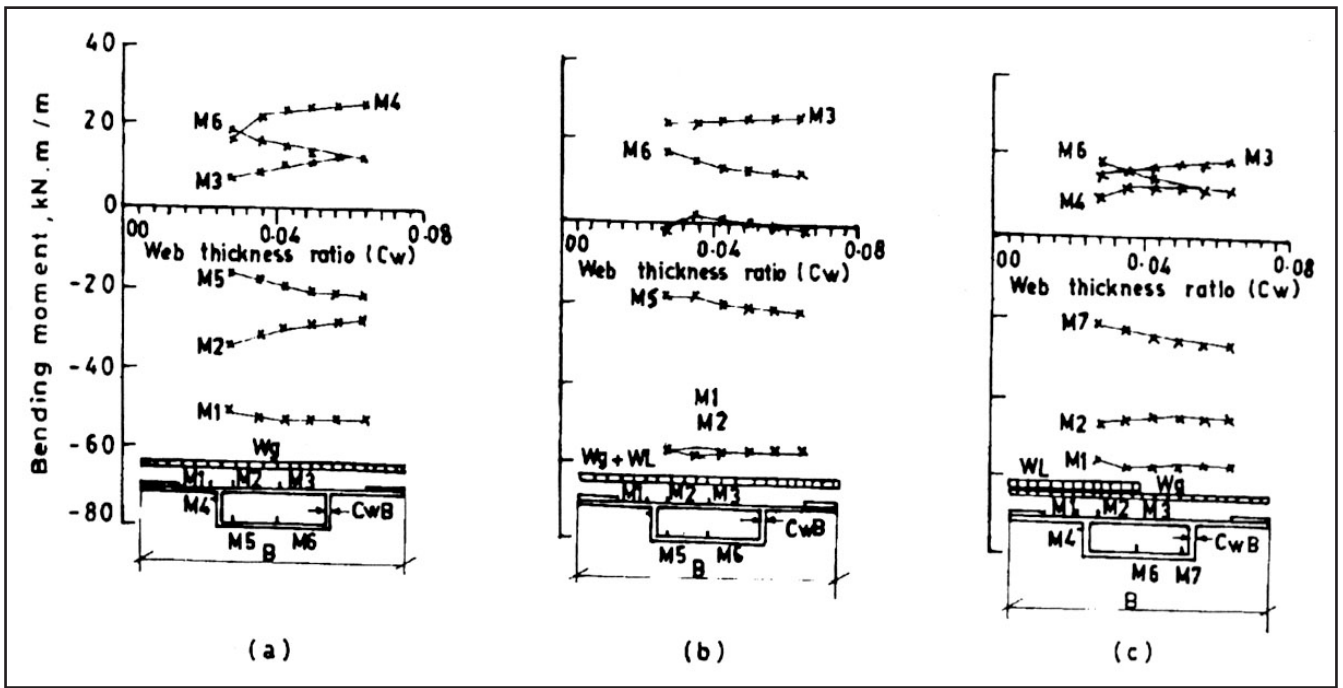 Bending moment, kN.m/m
40
20
0
-20
-40
-60
-80
M6
M4
M3
00
0.04
0.08
Web thickness ratio (Cw)
M5
M2
M1
Wg
M1 M2 M3
M4
CwB
M5 M6
B
(a)
M3
M6
00
0.04
0.08
Web thickness ratio (Cw)
M5
M1
M2
Wg + WL
M1 M2 M3
CwB
M5 M6
B
(b)
M6
M3
M4
0.04
0.08
Web thickness ratio (Cw)
M7
M2
M1
WL
Wg
M1 M2 M3
M4
CwB
M6 M7
B
(c)